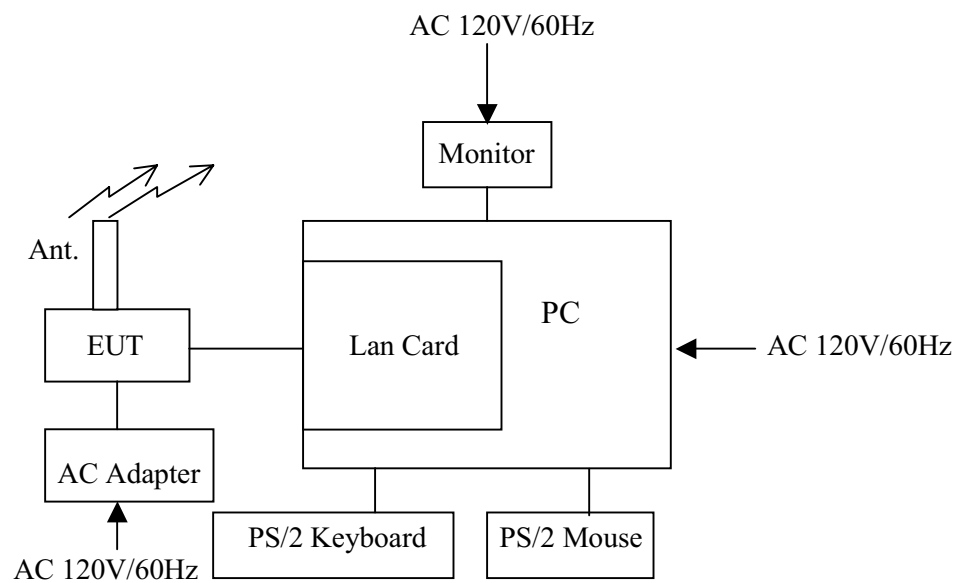 AC 120V/60Hz
Monitor
Ant.
PC
EUT
Lan Card
AC 120V/60Hz
AC Adapter
PS/2 Keyboard
PS/2 Mouse
AC 120V/60Hz